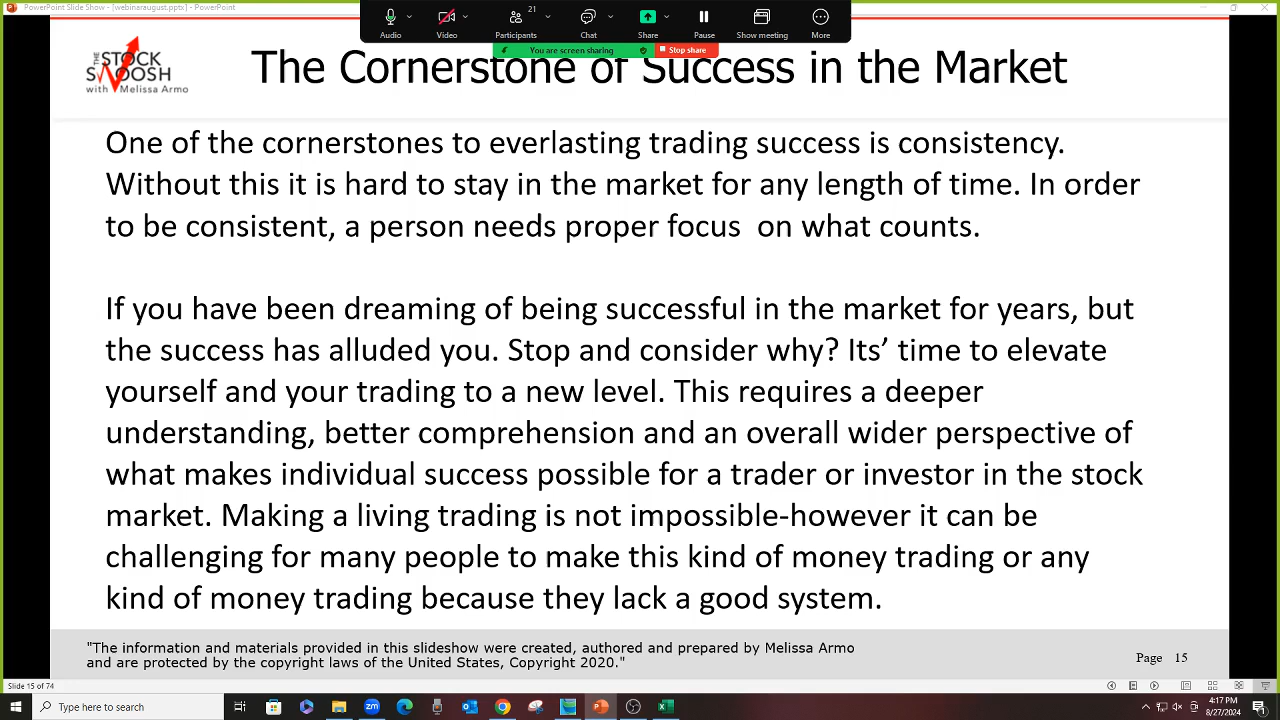 PowerPoint Slide Show - [webinaraugust.pptx] - PowerPoint
21
Audio Video Participants Chat Share Pause Show meeting More
You are screen sharing Stop share
THE STOCK SWOOSH
with Melissa Armo
The Cornerstone of Success in the Market
One of the cornerstones to everlasting trading success is consistency.
Without this it is hard to stay in the market for any length of time. In order
to be consistent, a person needs proper focus  on what counts.
If you have been dreaming of being successful in the market for years, but
the success has alluded you. Stop and consider why? Its’ time to elevate
yourself and your trading to a new level. This requires a deeper
understanding, better comprehension and an overall wider perspective of
what makes individual success possible for a trader or investor in the stock
market. Making a living trading is not impossible-however it can be
challenging for many people to make this kind of money trading or any
kind of money trading because they lack a good system.
"The information and materials provided in this slideshow were created, authored and prepared by Melissa Armo
and are protected by the copyright laws of the United States, Copyright 2020."
Page 15
Slide 15 of 74
Type here to search
4:17 PM
8/27/2024